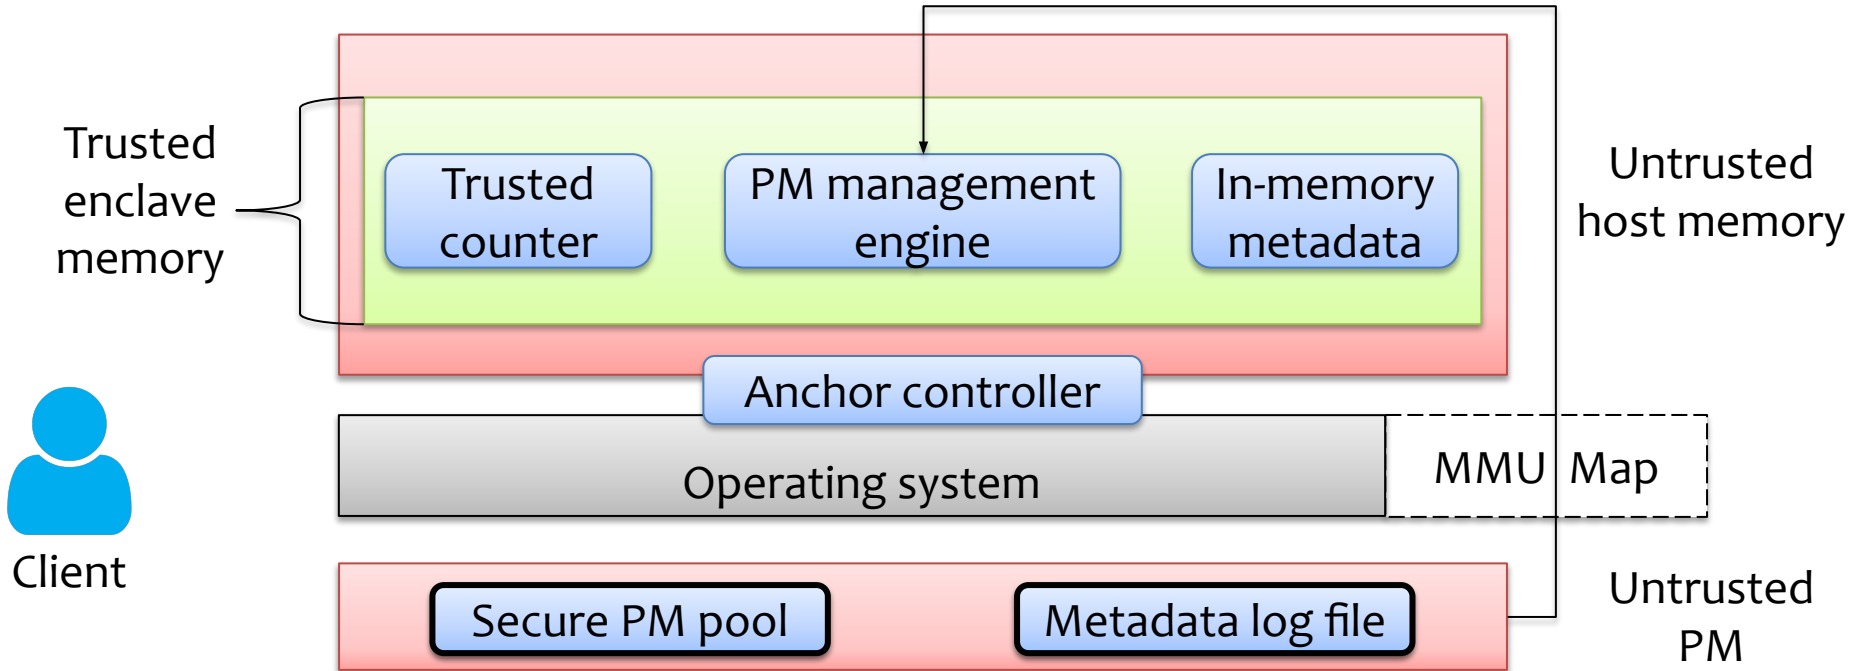 Trusted
enclave
memory
Trusted
counter
PM management
engine
In-memory
metadata
Untrusted
host memory
Anchor controller
Operating system
MMU Map
Client
Secure PM pool
Metadata log file
Untrusted
PM